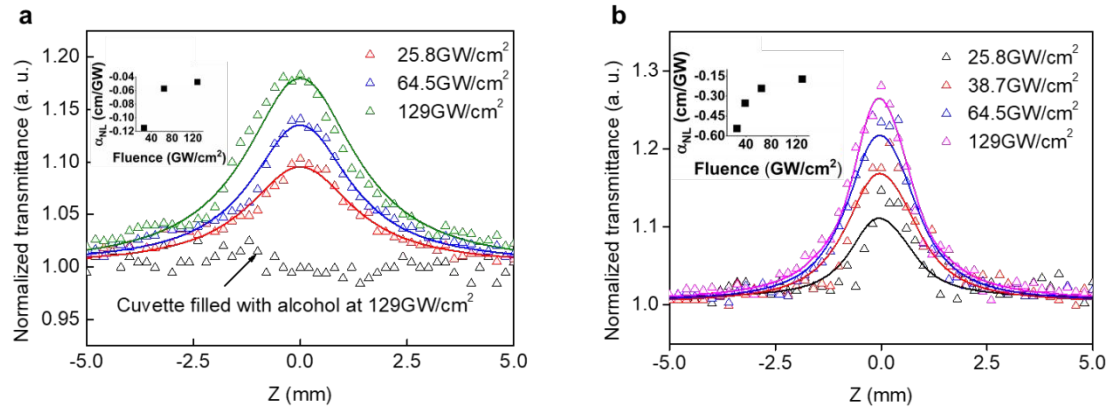 a
Normalized transmittance (a. u.)
1.20
1.15
1.10
1.05
1.00
0.95
-5.0
-2.5
0.0
2.5
5.0
Z (mm)
25.8GW/cm²
64.5GW/cm²
129GW/cm²
α_NL (cm/GW)
-0.04
-0.06
-0.08
-0.10
-0.12
40 80 120
Fluence (GW/cm²)
Cuvette filled with alcohol at 129GW/cm²
b
Normalized transmittance (a. u.)
1.3
1.2
1.1
1.0
-5.0
-2.5
0.0
2.5
5.0
Z (mm)
25.8GW/cm²
38.7GW/cm²
64.5GW/cm²
129GW/cm²
α_NL (cm/GW)
-0.15
-0.30
-0.45
-0.60
40 80 120
Fluence (GW/cm²)